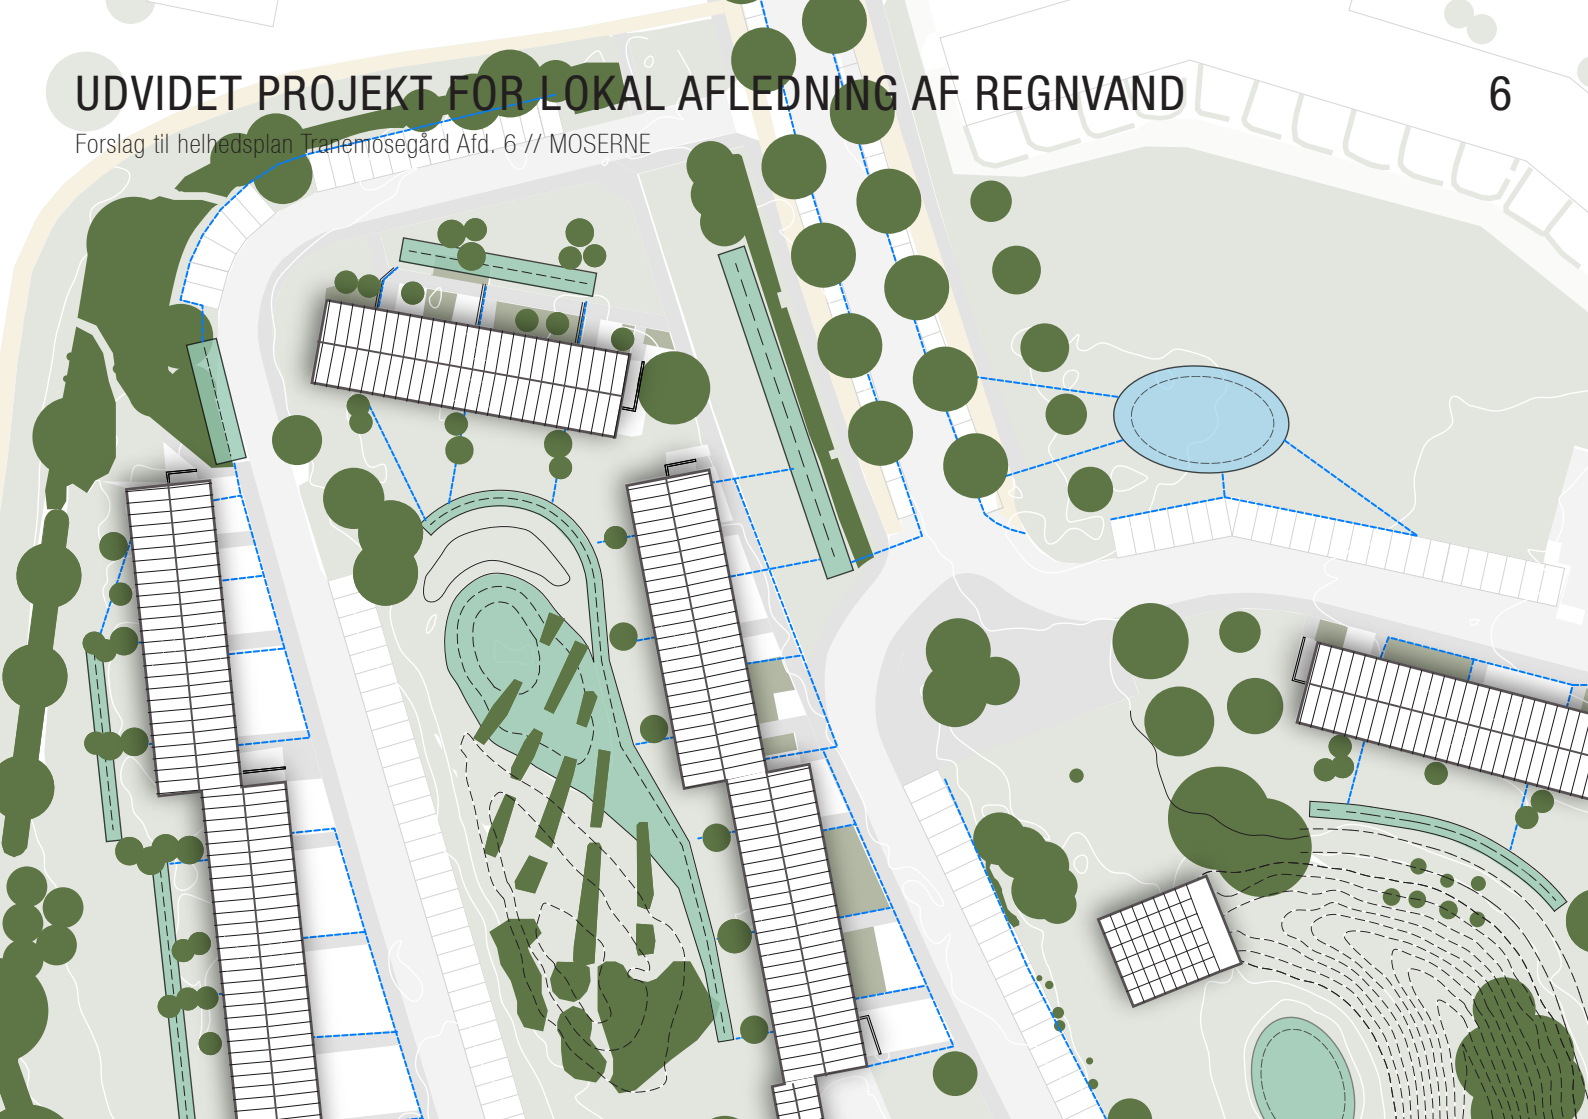 UDVIDET PROJEKT FOR LOKAL AFLEDNING AF REGNVAND 6
Forslag til helhedsplan Tranemosegård Afd. 6 // MOSERNE